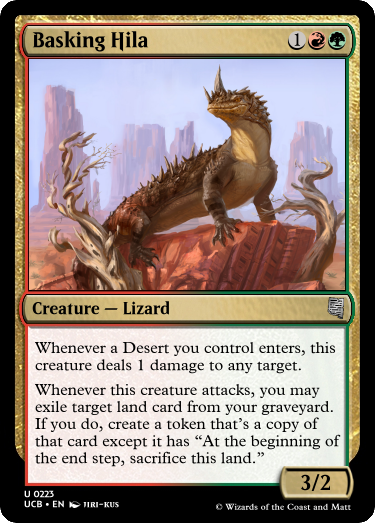 Basking Hila
1
Creature — Lizard
Whenever a Desert you control enters, this
creature deals 1 damage to any target.
Whenever this creature attacks, you may
exile target land card from your graveyard.
If you do, create a token that's a copy of
that card except it has “At the beginning of
the end step, sacrifice this land.”
3/2
U 0223
UCB • EN JIRI-KUS
© Wizards of the Coast and Matt